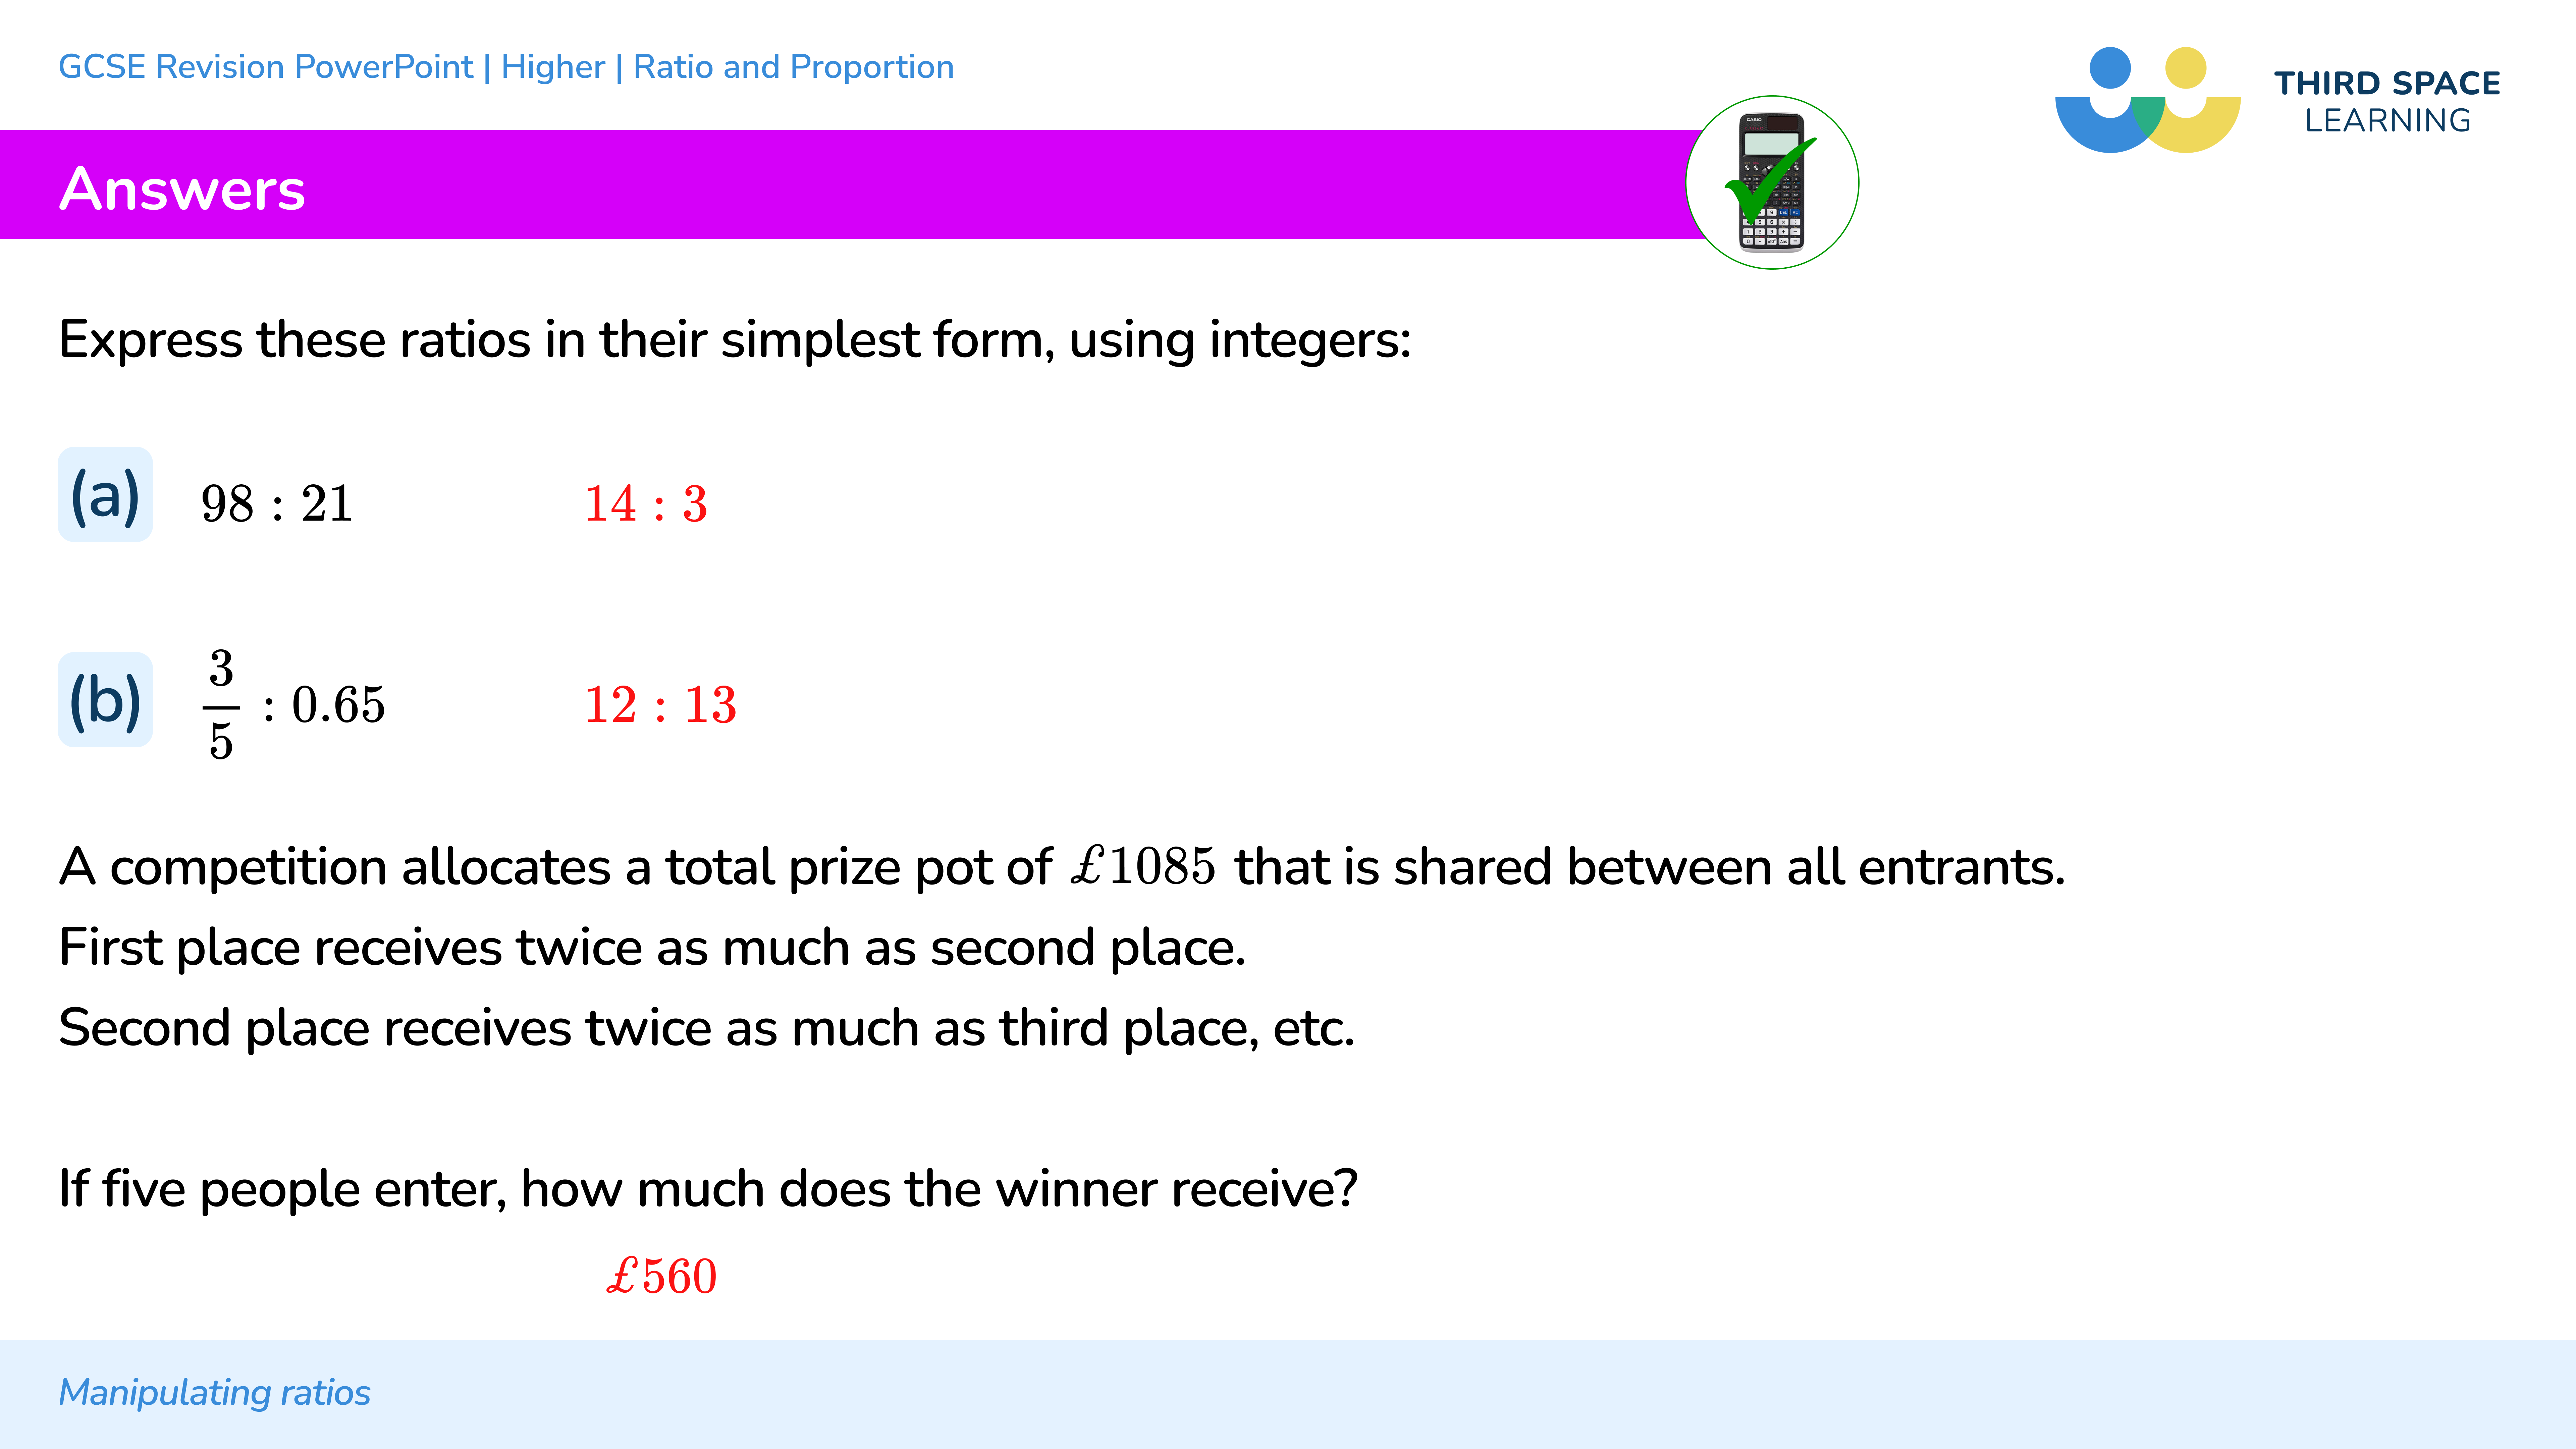 GCSE Revision PowerPoint | Higher | Ratio and Proportion
THIRD SPACE
LEARNING
Answers
CASIO
Express these ratios in their simplest form, using integers:
(a) 98 : 21 14 : 3
(b) 3/5 : 0.65 12 : 13
A competition allocates a total prize pot of £1085 that is shared between all entrants.
First place receives twice as much as second place.
Second place receives twice as much as third place, etc.
If five people enter, how much does the winner receive?
£560
Manipulating ratios